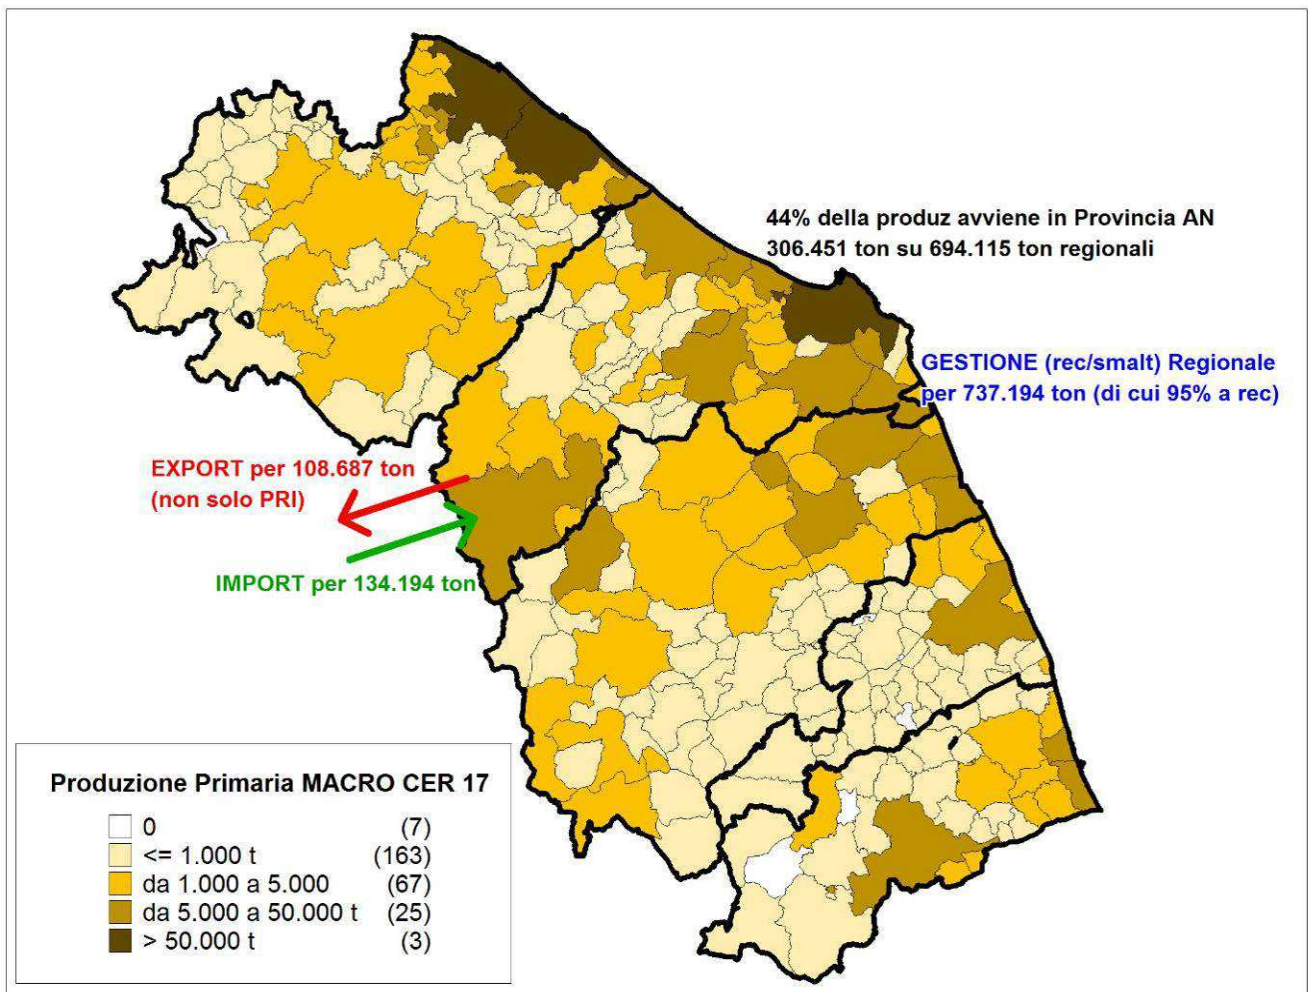 44% della produz avviene in Provincia AN
306.451 ton su 694.115 ton regionali
GESTIONE (rec/smalt) Regionale
per 737.194 ton (di cui 95% a rec)
EXPORT per 108.687 ton
(non solo PRI)
IMPORT per 134.194 ton
Produzione Primaria MACRO CER 17
0 (7)
<= 1.000 t (163)
da 1.000 a 5.000 (67)
da 5.000 a 50.000 t (25)
> 50.000 t (3)